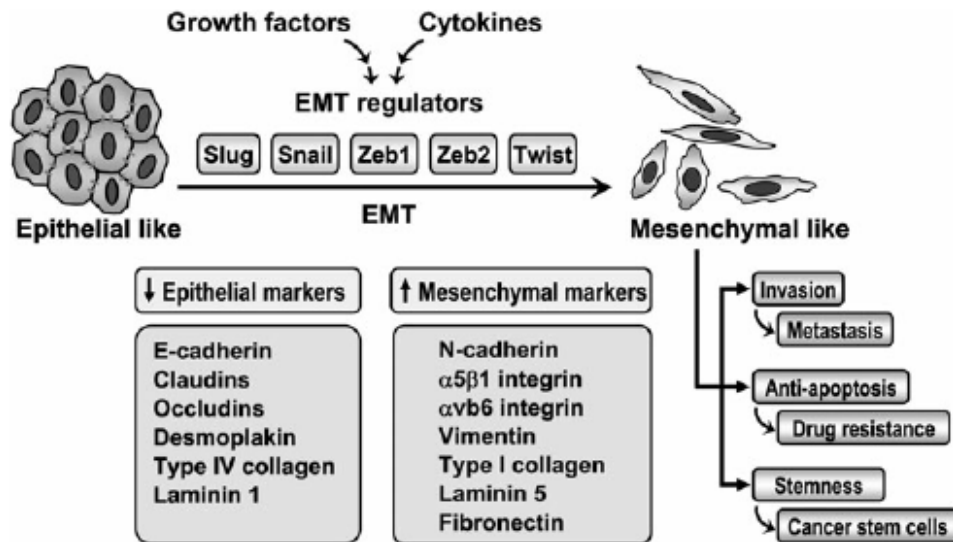 Growth factors Cytokines
EMT regulators
Slug Snail Zeb1 Zeb2 Twist
EMT
Epithelial like
Mesenchymal like
↓ Epithelial markers
E-cadherin
Claudins
Occludins
Desmoplakin
Type IV collagen
Laminin 1
↑ Mesenchymal markers
N-cadherin
α5β1 integrin
αvb6 integrin
Vimentin
Type I collagen
Laminin 5
Fibronectin
Invasion
Metastasis
Anti-apoptosis
Drug resistance
Stemness
Cancer stem cells